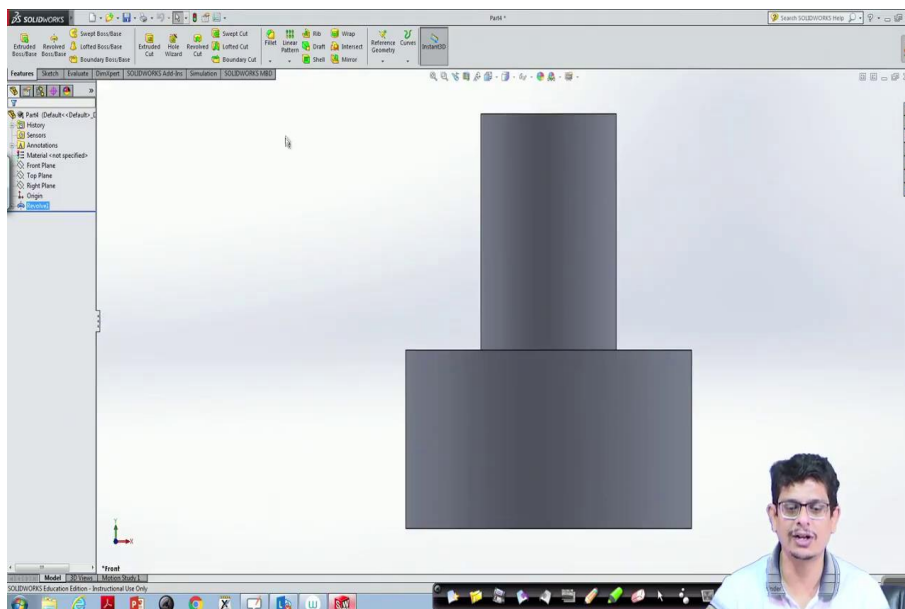 SOLIDWORKS
Part4 *
Search SOLIDWORKS Help
Extruded Boss/Base
Revolved Boss/Base
Swept Boss/Base
Lofted Boss/Base
Boundary Boss/Base
Extruded Cut
Hole Wizard
Revolved Cut
Swept Cut
Lofted Cut
Boundary Cut
Fillet
Linear Pattern
Rib
Draft
Shell
Wrap
Intersect
Mirror
Reference Geometry
Curves
Instant3D
Features Sketch Evaluate DimXpert SOLIDWORKS Add-Ins Simulation SOLIDWORKS MBD
Part4 (Default<<Default>_D
History
Sensors
Annotations
Material <not specified>
Front Plane
Top Plane
Right Plane
Origin
Revolve1
Y
X
*Front
Model 3D Views Motion Study 1
SOLIDWORKS Education Edition - Instructional Use Only